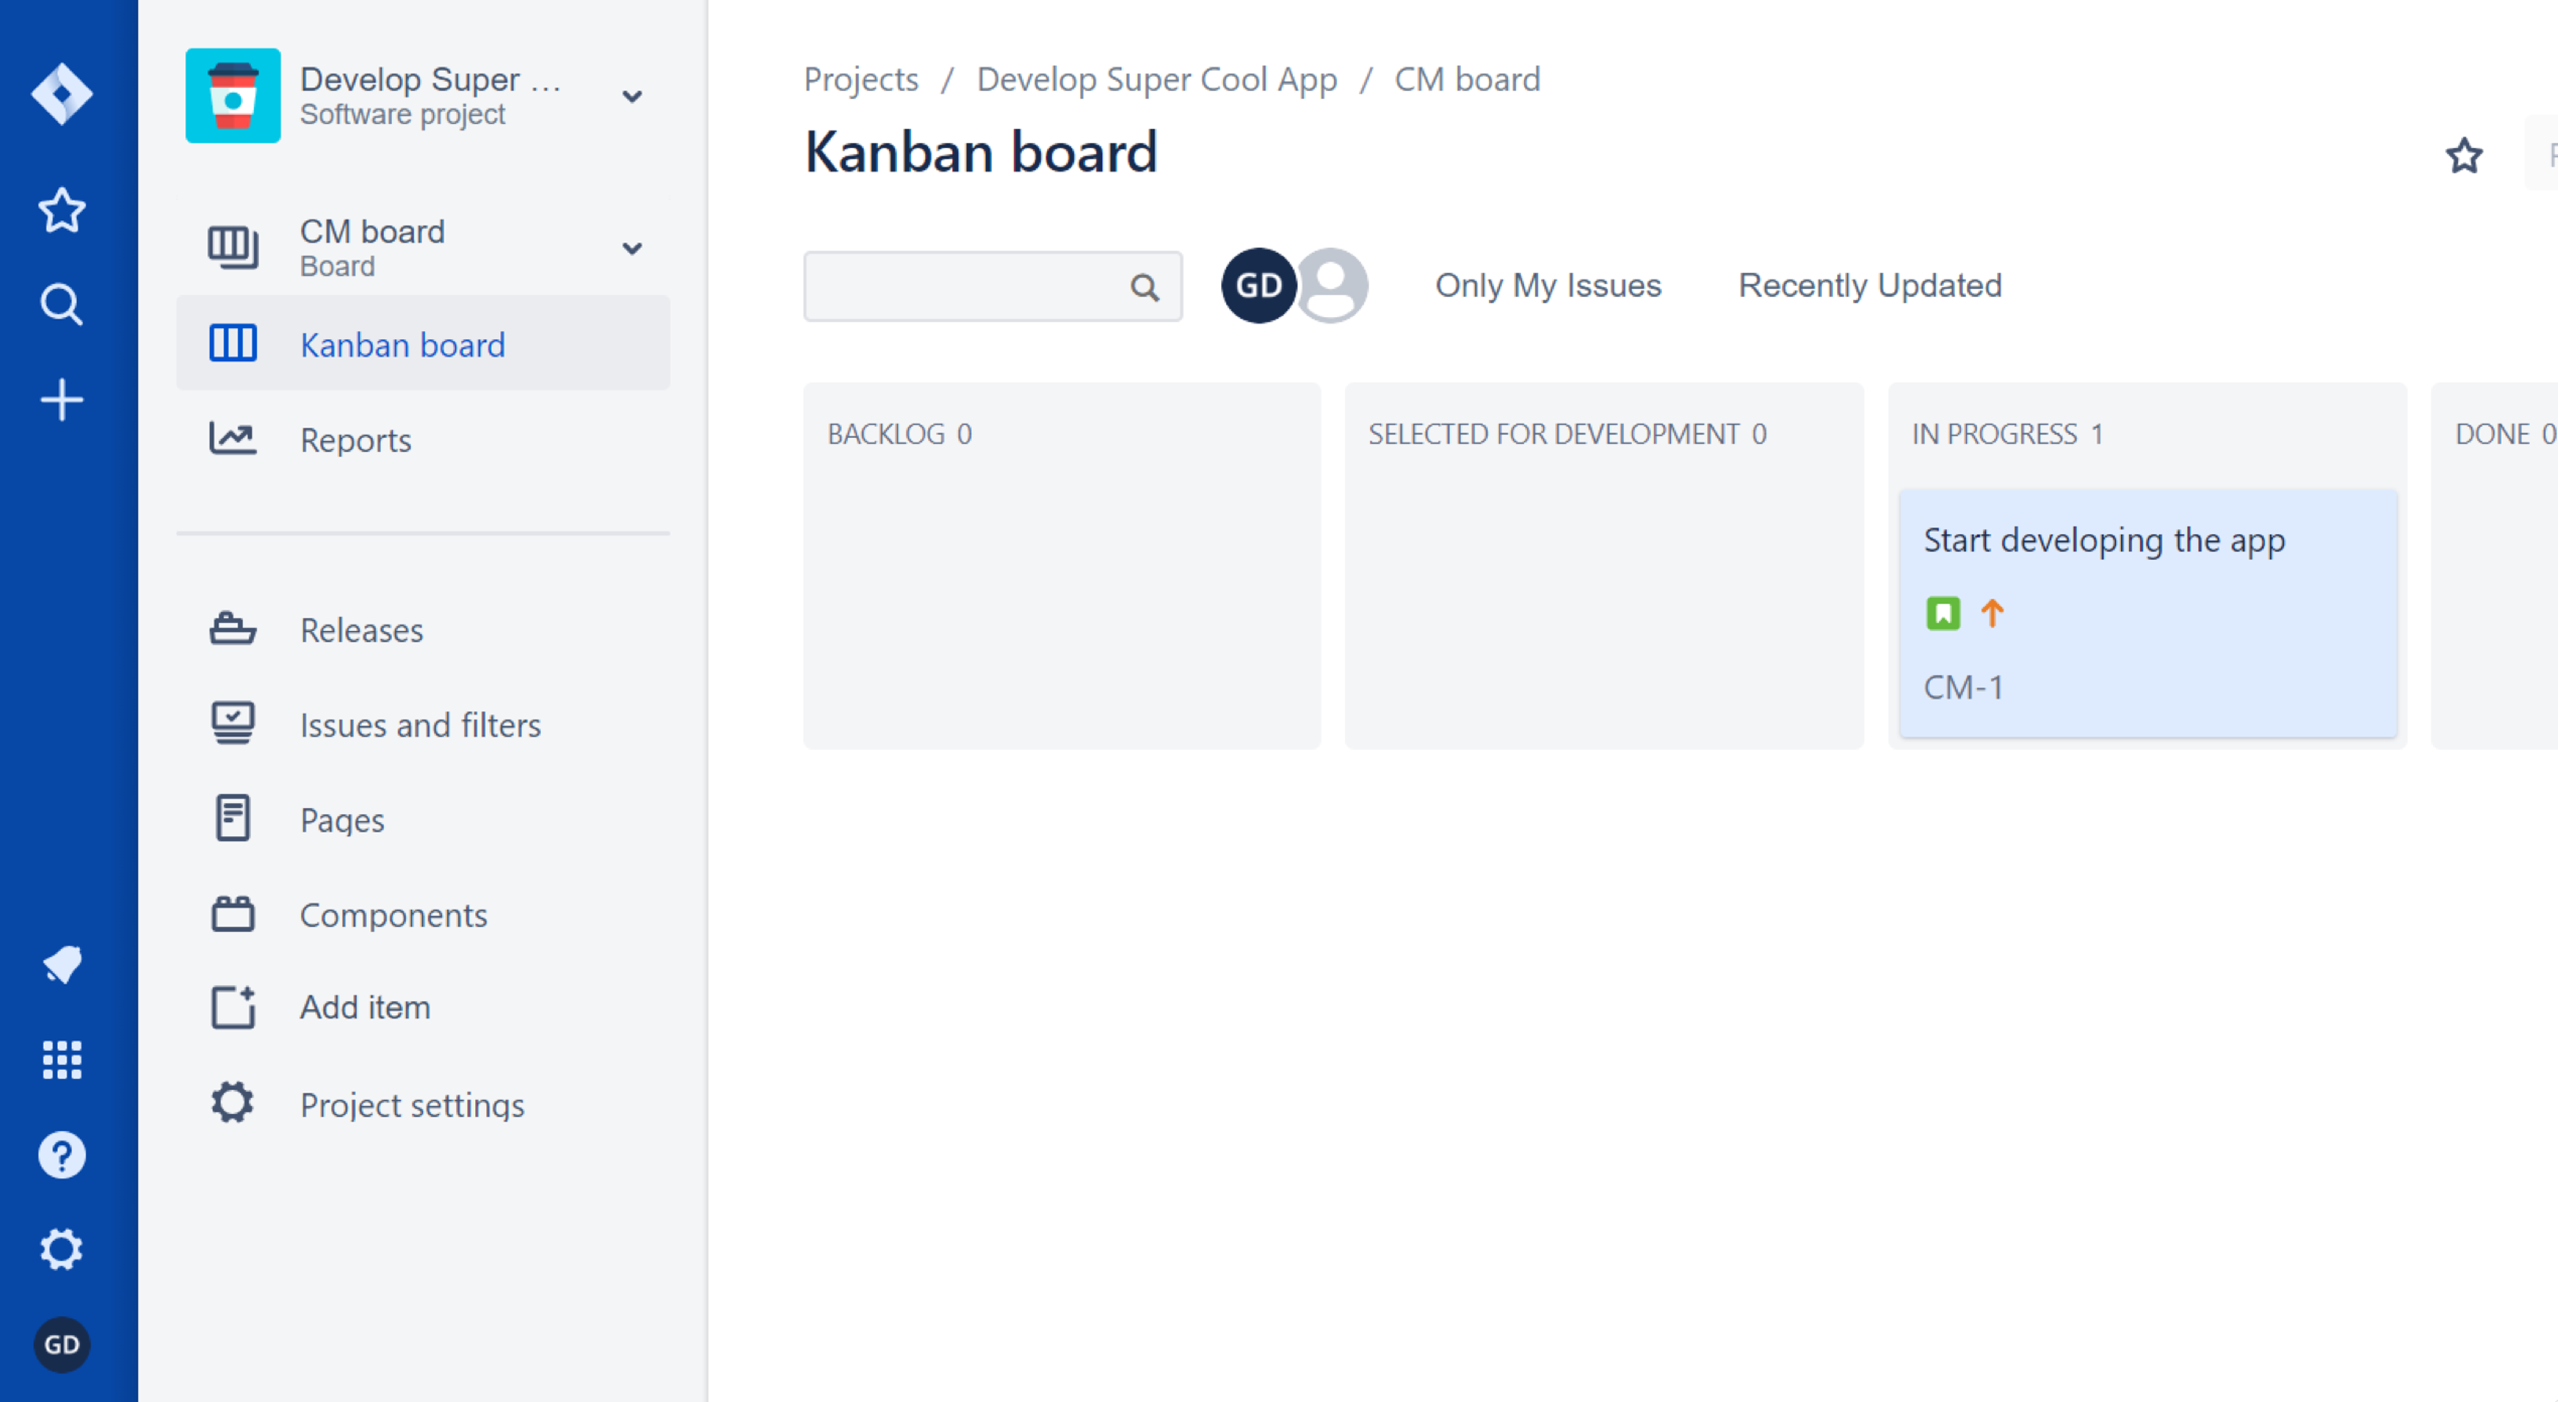 Develop Super ...
Software project
CM board
Board
Kanban board
Reports
Releases
Issues and filters
Pages
Components
Add item
Project settings
GD
Projects / Develop Super Cool App / CM board
Kanban board
GD
Only My Issues
Recently Updated
BACKLOG 0
SELECTED FOR DEVELOPMENT 0
IN PROGRESS 1
DONE 0
Start developing the app
CM-1